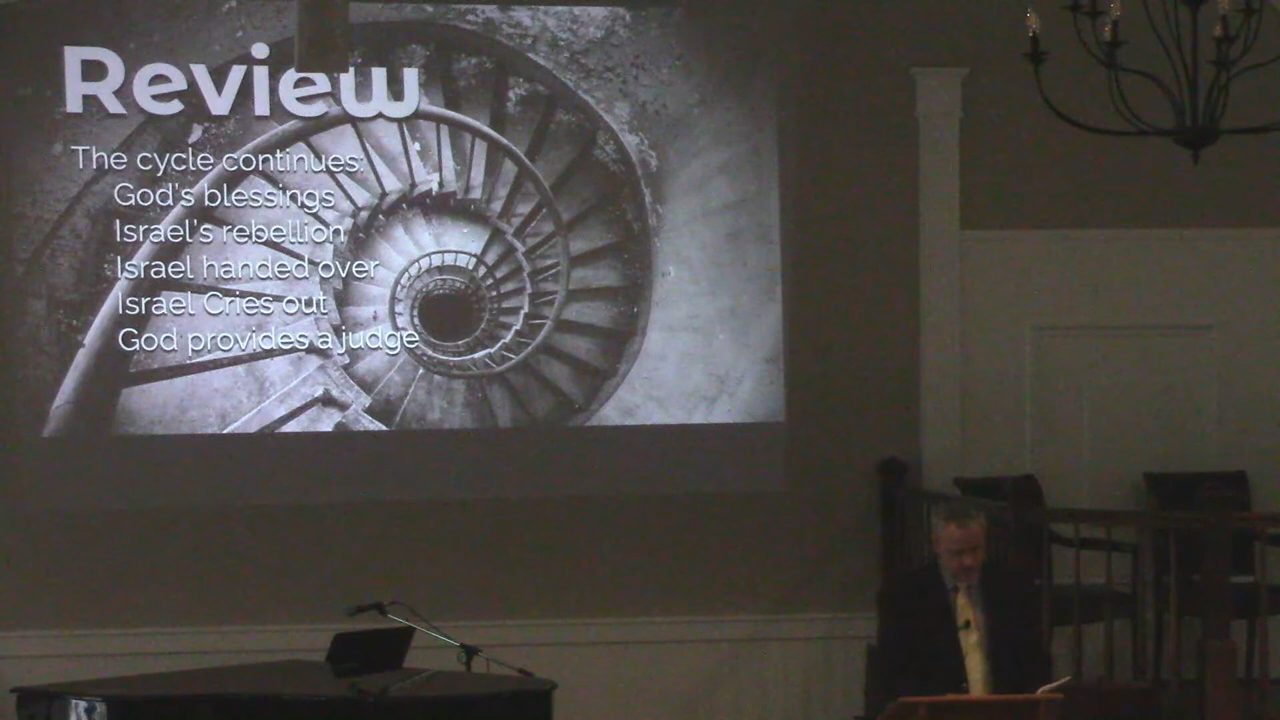 Review
The cycle continues:
God's blessings
Israel's rebellion
Israel handed over
Israel Cries out
God provides a judge